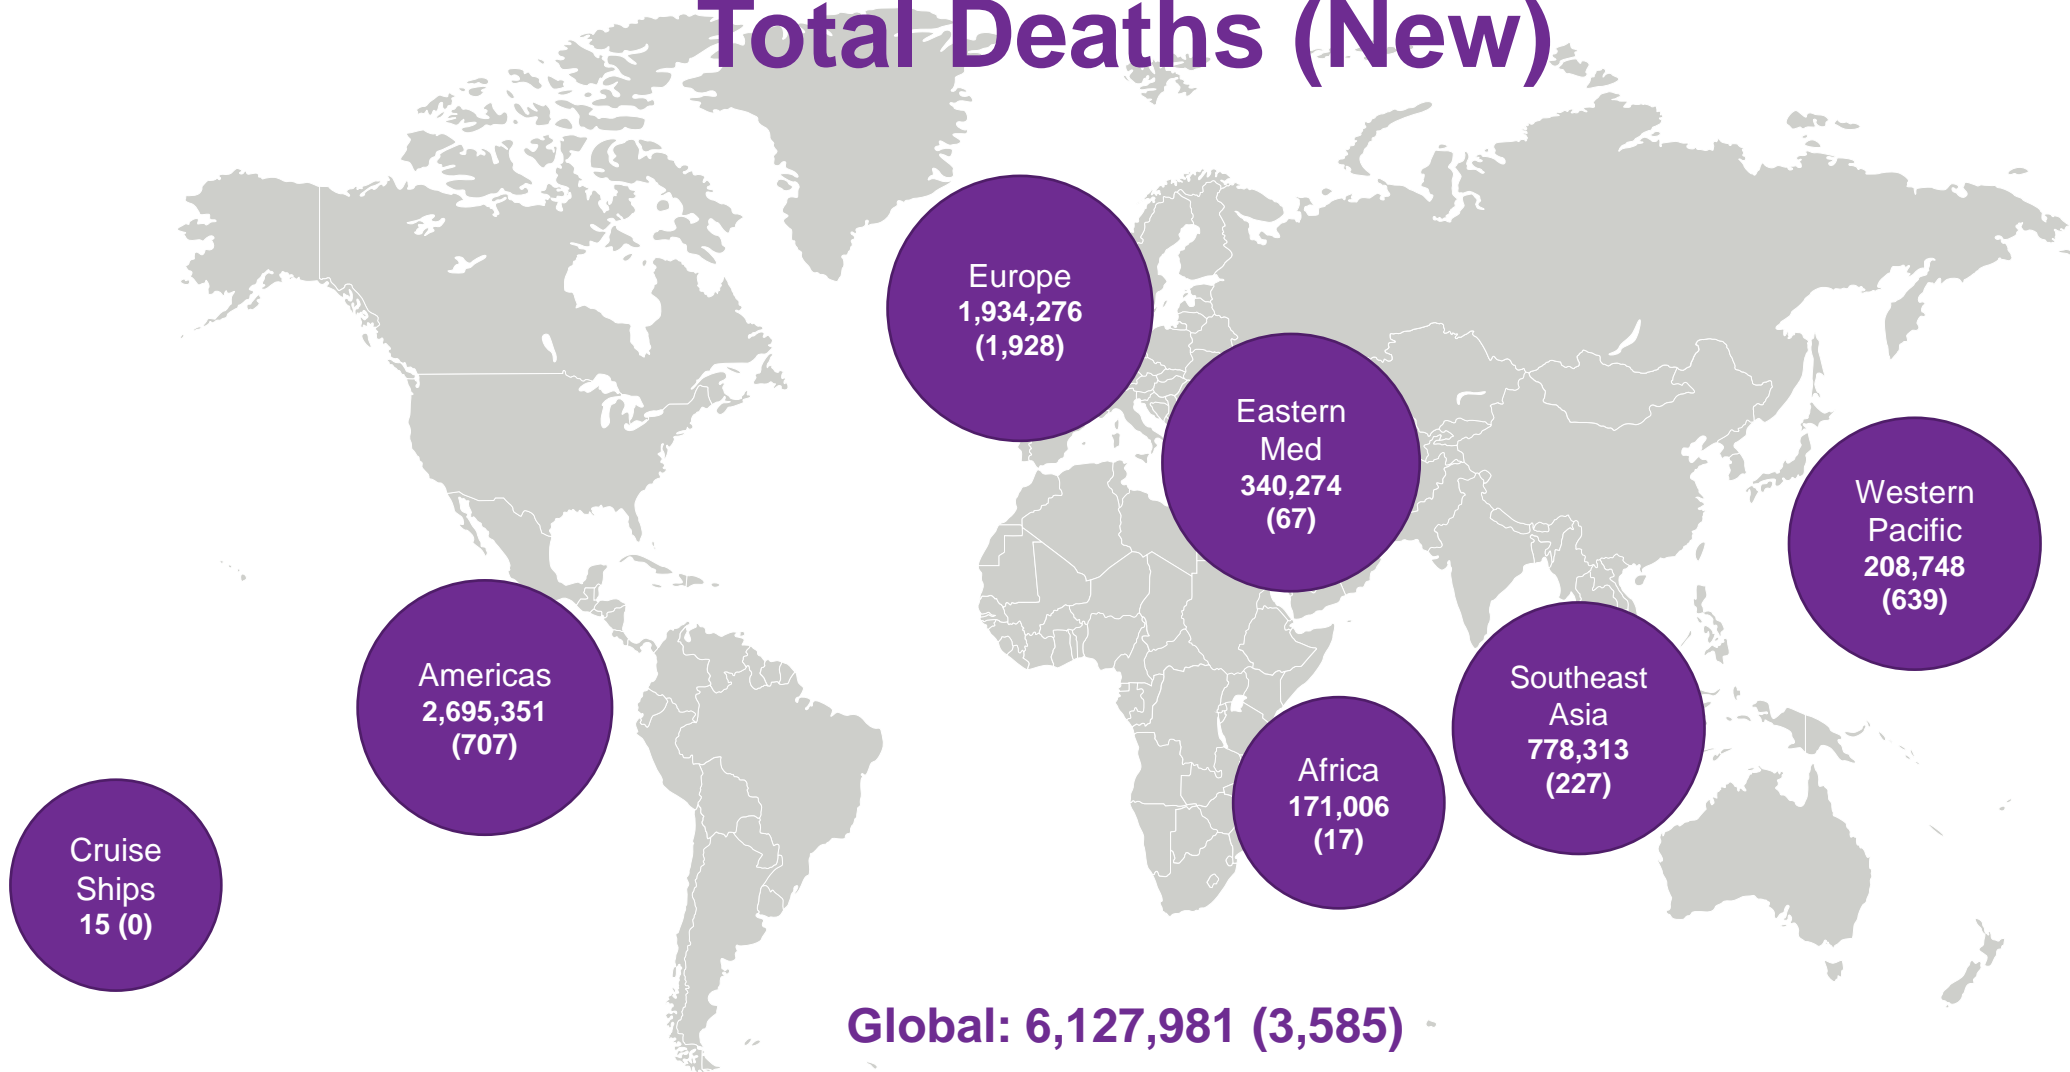 Total Deaths (New)
Europe
1,934,276
(1,928)
Eastern
Med
340,274
(67)
Western
Pacific
208,748
(639)
Americas
2,695,351
(707)
Southeast
Asia
778,313
(227)
Africa
171,006
(17)
Cruise
Ships
15 (0)
Global: 6,127,981 (3,585)